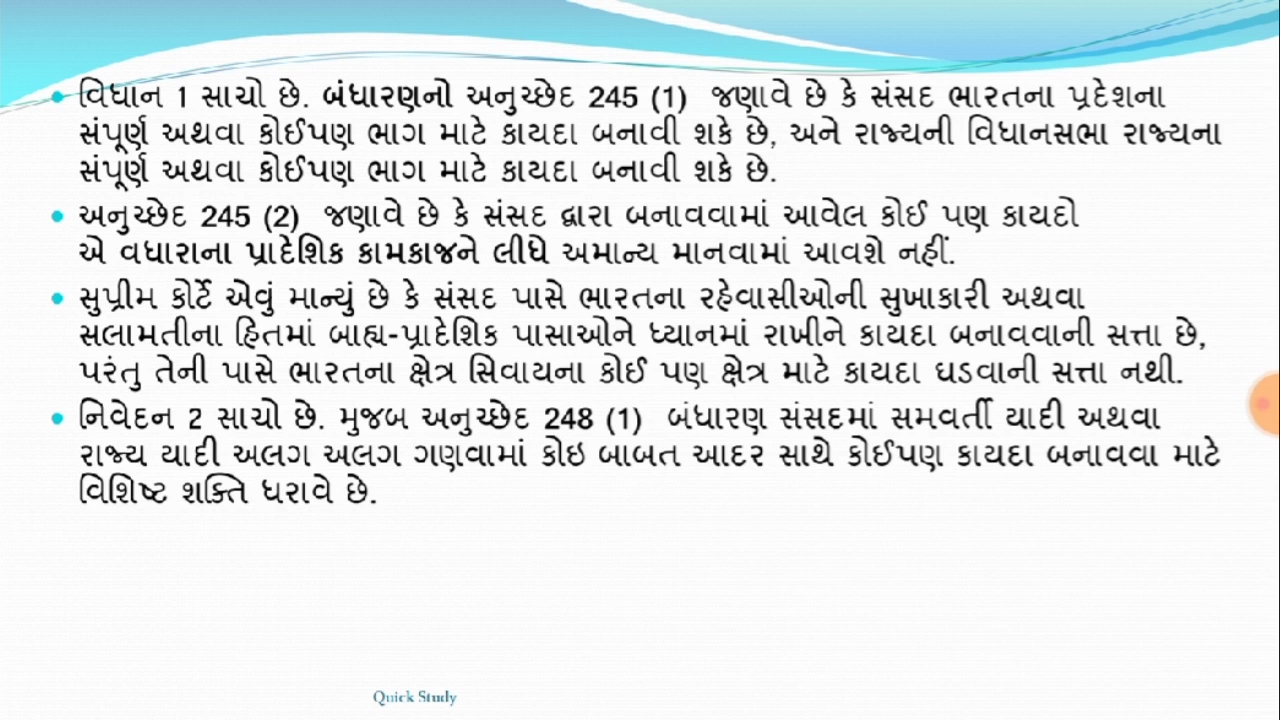 વિધાન 1 સાચો છે. બંધારણનો અનુચ્છેદ 245 (1) જણાવે છે કે સંસદ ભારતના પ્રદેશના
સંપૂર્ણ અથવા કોઈપણ ભાગ માટે કાયદા બનાવી શકે છે, અને રાજ્યની વિધાનસભા રાજ્યના
સંપૂર્ણ અથવા કોઈપણ ભાગ માટે કાયદા બનાવી શકે છે.
અનુચ્છેદ 245 (2) જણાવે છે કે સંસદ દ્વારા બનાવવામાં આવેલ કોઈ પણ કાયદો
એ વધારાના પ્રાદેશિક કામકાજને લીધે અમાન્ય માનવામાં આવશે નહીં.
સુપ્રીમ કોર્ટે એવું માન્યું છે કે સંસદ પાસે ભારતના રહેવાસીઓની સુખાકારી અથવા
સલામતીના હિતમાં બાહ્ય-પ્રાદેશિક પાસાઓને ધ્યાનમાં રાખીને કાયદા બનાવવાની સત્તા છે,
પરંતુ તેની પાસે ભારતના ક્ષેત્ર સિવાયના કોઈ પણ ક્ષેત્ર માટે કાયદા ઘડવાની સત્તા નથી.
નિવેદન 2 સાચો છે. મુજબ અનુચ્છેદ 248 (1) બંધારણ સંસદમાં સમવર્તી યાદી અથવા
રાજ્ય યાદી અલગ અલગ ગણવામાં કોઇ બાબત આદર સાથે કોઈપણ કાયદા બનાવવા માટે
વિશિષ્ટ શક્તિ ધરાવે છે.
Quick Study